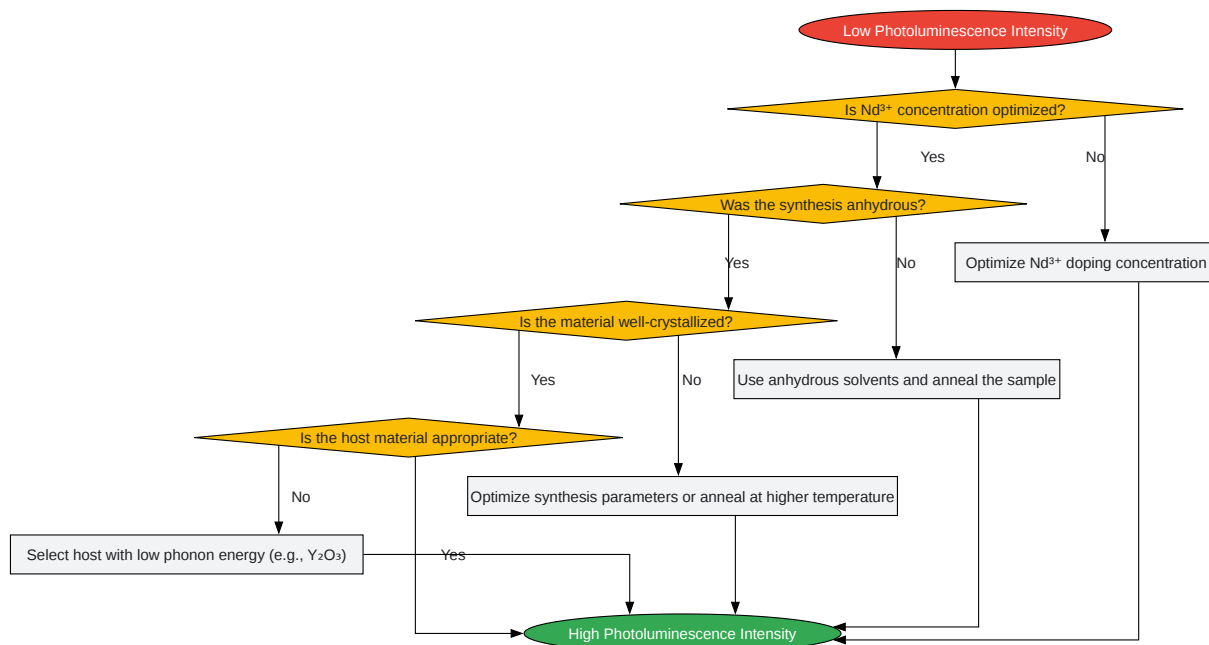 Low Photoluminescence Intensity
Is Nd³⁺ concentration optimized?
Yes
No
Was the synthesis anhydrous?
Yes
No
Optimize Nd³⁺ doping concentration
Is the material well-crystallized?
Yes
No
Use anhydrous solvents and anneal the sample
Is the host material appropriate?
No
Optimize synthesis parameters or anneal at higher temperature
Select host with low phonon energy (e.g., Y₂O₃)
Yes
High Photoluminescence Intensity